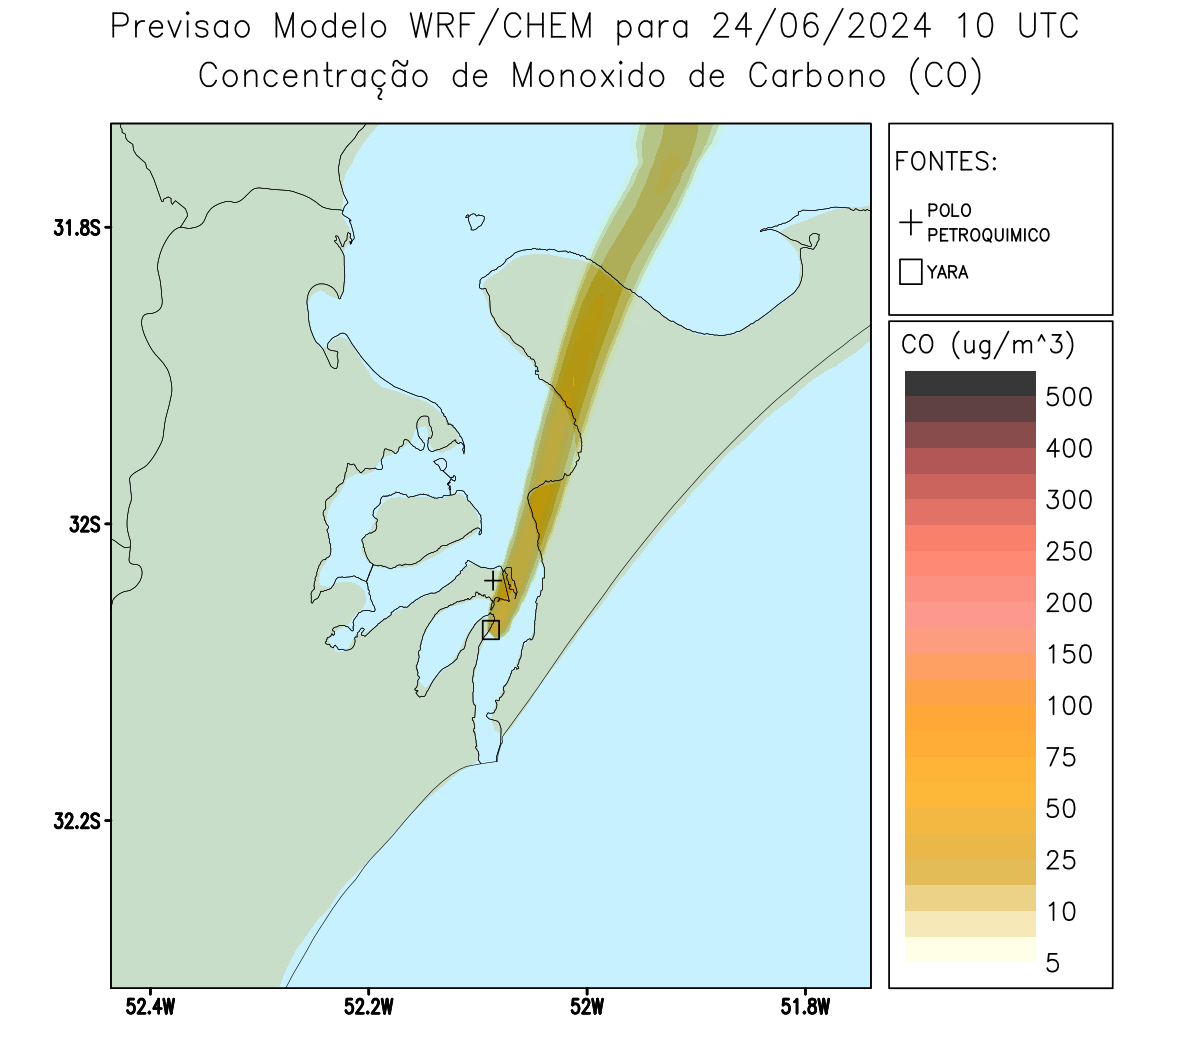 Previsao Modelo WRF/CHEM para 24/06/2024 10 UTC
Concentração de Monoxido de Carbono (CO)
FONTES:
POLO
PETROQUIMICO
YARA
CO (ug/m^3)
500
400
300
250
200
150
100
75
50
25
10
5
31.8S
32S
32.2S
52.4W
52.2W
52W
51.8W